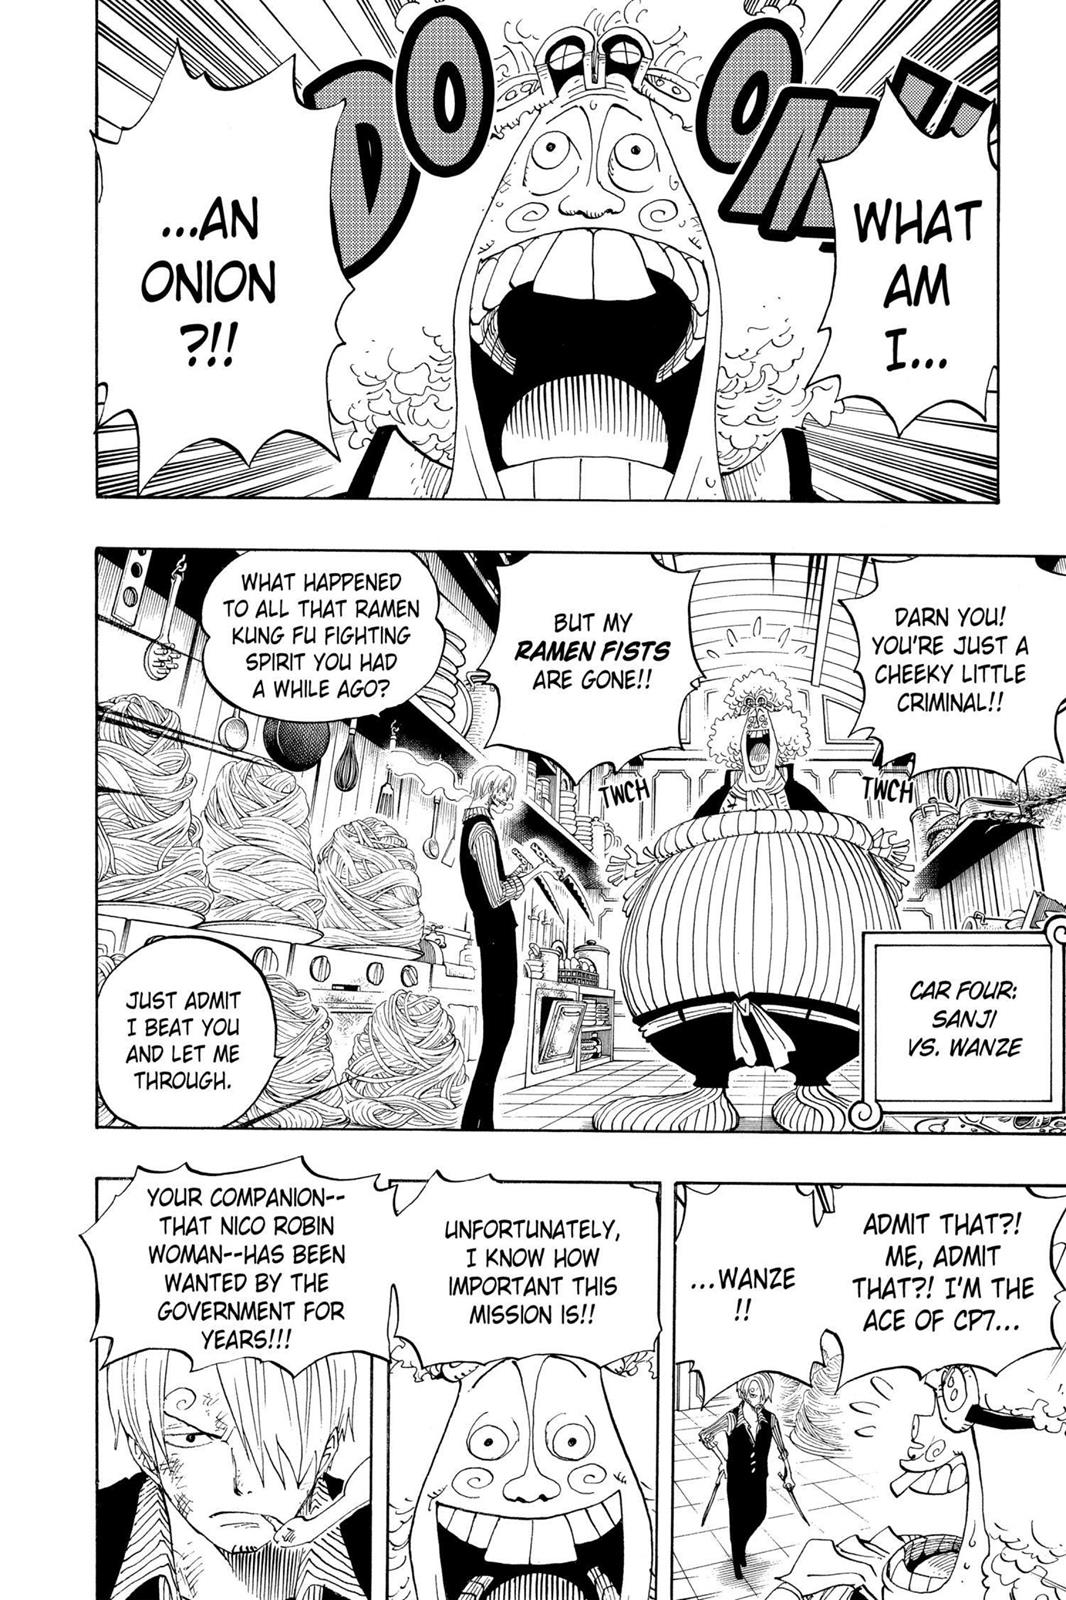 WHAT
AM
I...
DOOM
...AN
ONION
?!!
DARN YOU!
YOU'RE JUST A
CHEEKY LITTLE
CRIMINAL!!
BUT MY
RAMEN FISTS
ARE GONE!!
WHAT HAPPENED
TO ALL THAT RAMEN
KUNG FU FIGHTING
SPIRIT YOU HAD
A WHILE AGO?
TWCH
TWCH
JUST ADMIT
I BEAT YOU
AND LET ME
THROUGH.
CAR FOUR:
SANJI
VS. WANZE
ADMIT THAT?!
ME, ADMIT
THAT?! I'M THE
ACE OF CP7...
...WANZE
!!
UNFORTUNATELY,
I KNOW HOW
IMPORTANT THIS
MISSION IS!!
YOUR COMPANION--
THAT NICO ROBIN
WOMAN--HAS BEEN
WANTED BY THE
GOVERNMENT FOR
YEARS!!!